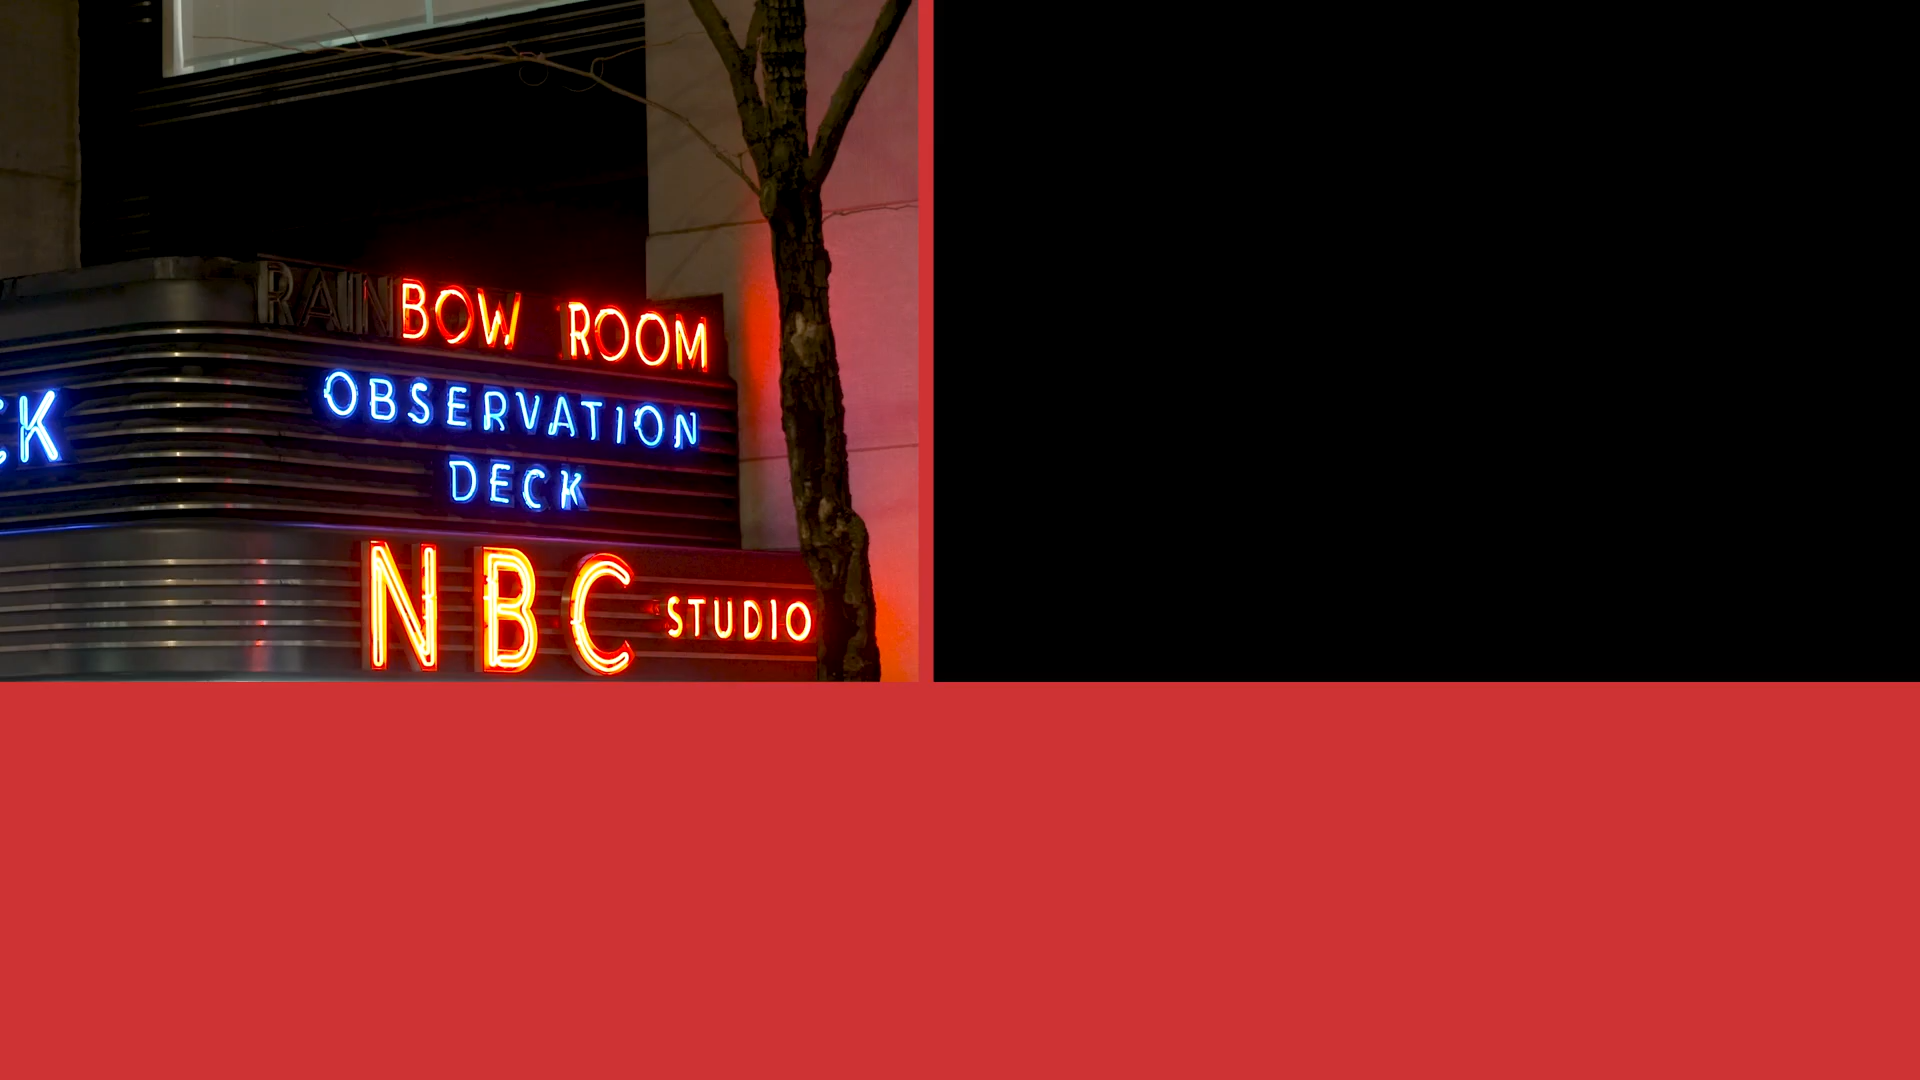 RAINBOW ROOM
OBSERVATION
DECK
CK
NBC STUDIO